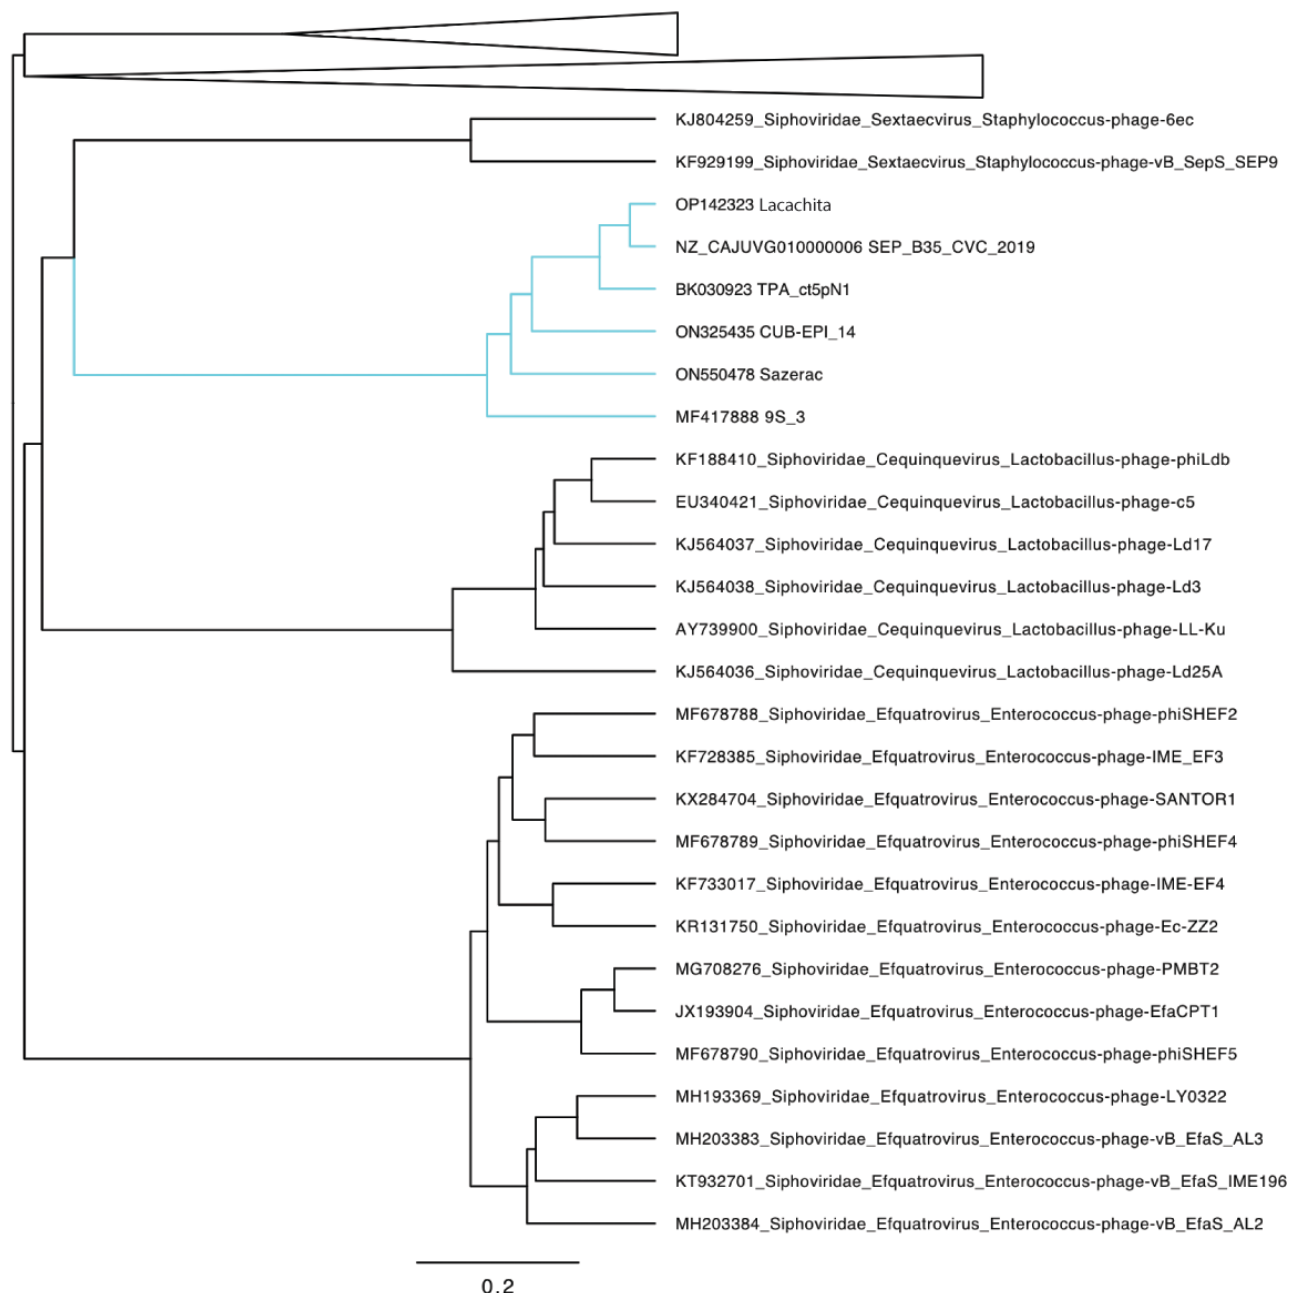 KJ804259_Siphoviridae_Sextaecvirus_Staphylococcus-phage-6ec
KF929199_Siphoviridae_Sextaecvirus_Staphylococcus-phage-vB_SepS_SEP9
OP142323 Lacachita
NZ_CAJUVG010000006 SEP_B35_CVC_2019
BK030923 TPA_ct5pN1
ON325435 CUB-EPI_14
ON550478 Sazerac
MF417888 9S_3
KF188410_Siphoviridae_Cequinquevirus_Lactobacillus-phage-phiLdb
EU340421_Siphoviridae_Cequinquevirus_Lactobacillus-phage-c5
KJ564037_Siphoviridae_Cequinquevirus_Lactobacillus-phage-Ld17
KJ564038_Siphoviridae_Cequinquevirus_Lactobacillus-phage-Ld3
AY739900_Siphoviridae_Cequinquevirus_Lactobacillus-phage-LL-Ku
KJ564036_Siphoviridae_Cequinquevirus_Lactobacillus-phage-Ld25A
MF678788_Siphoviridae_Efquatrovirus_Enterococcus-phage-phiSHEF2
KF728385_Siphoviridae_Efquatrovirus_Enterococcus-phage-IME_EF3
KX284704_Siphoviridae_Efquatrovirus_Enterococcus-phage-SANTOR1
MF678789_Siphoviridae_Efquatrovirus_Enterococcus-phage-phiSHEF4
KF733017_Siphoviridae_Efquatrovirus_Enterococcus-phage-IME-EF4
KR131750_Siphoviridae_Efquatrovirus_Enterococcus-phage-Ec-ZZ2
MG708276_Siphoviridae_Efquatrovirus_Enterococcus-phage-PMBT2
JX193904_Siphoviridae_Efquatrovirus_Enterococcus-phage-EfaCPT1
MF678790_Siphoviridae_Efquatrovirus_Enterococcus-phage-phiSHEF5
MH193369_Siphoviridae_Efquatrovirus_Enterococcus-phage-LY0322
MH203383_Siphoviridae_Efquatrovirus_Enterococcus-phage-vB_EfaS_AL3
KT932701_Siphoviridae_Efquatrovirus_Enterococcus-phage-vB_EfaS_IME196
MH203384_Siphoviridae_Efquatrovirus_Enterococcus-phage-vB_EfaS_AL2
0.2